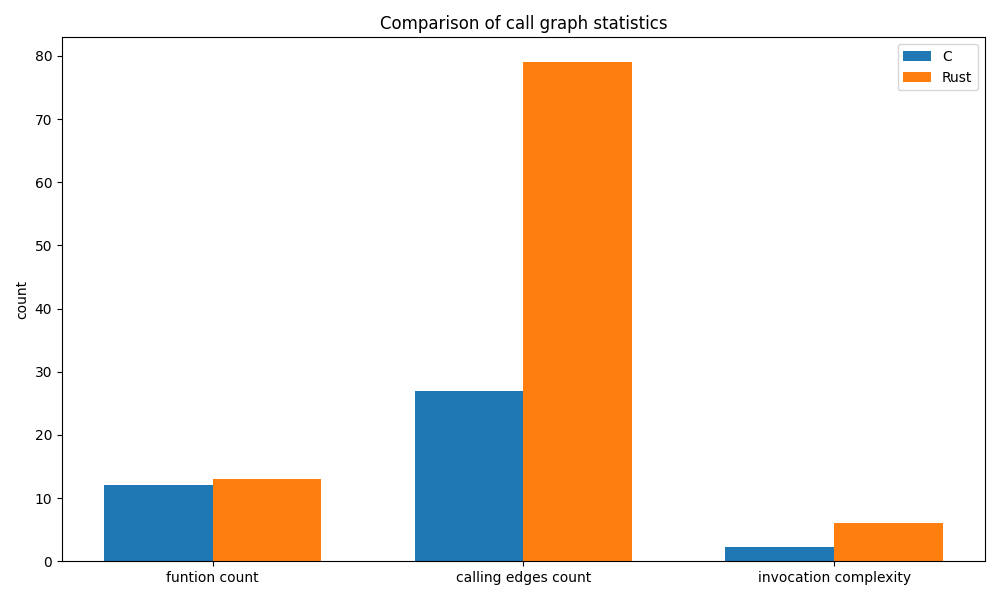 Comparison of call graph statistics
C
Rust
count
80
70
60
50
40
30
20
10
0
funtion count
calling edges count
invocation complexity